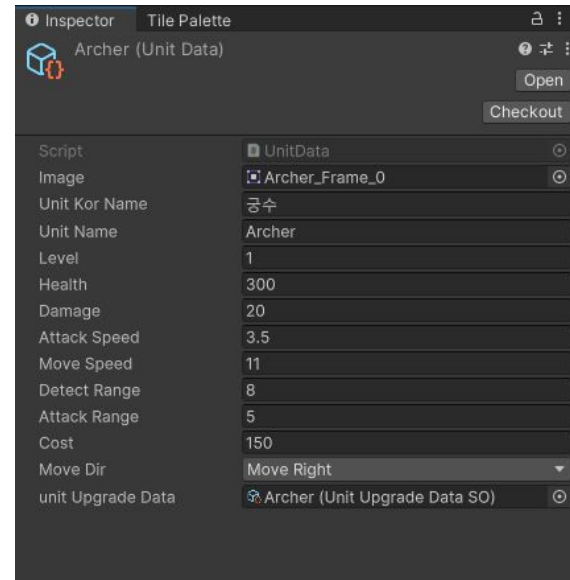 Inspector Tile Palette
Archer (Unit Data)
Open
Checkout
Script UnitData
Image Archer_Frame_0
Unit Kor Name 궁수
Unit Name Archer
Level 1
Health 300
Damage 20
Attack Speed 3.5
Move Speed 11
Detect Range 8
Attack Range 5
Cost 150
Move Dir Move Right
unit Upgrade Data Archer (Unit Upgrade Data SO)